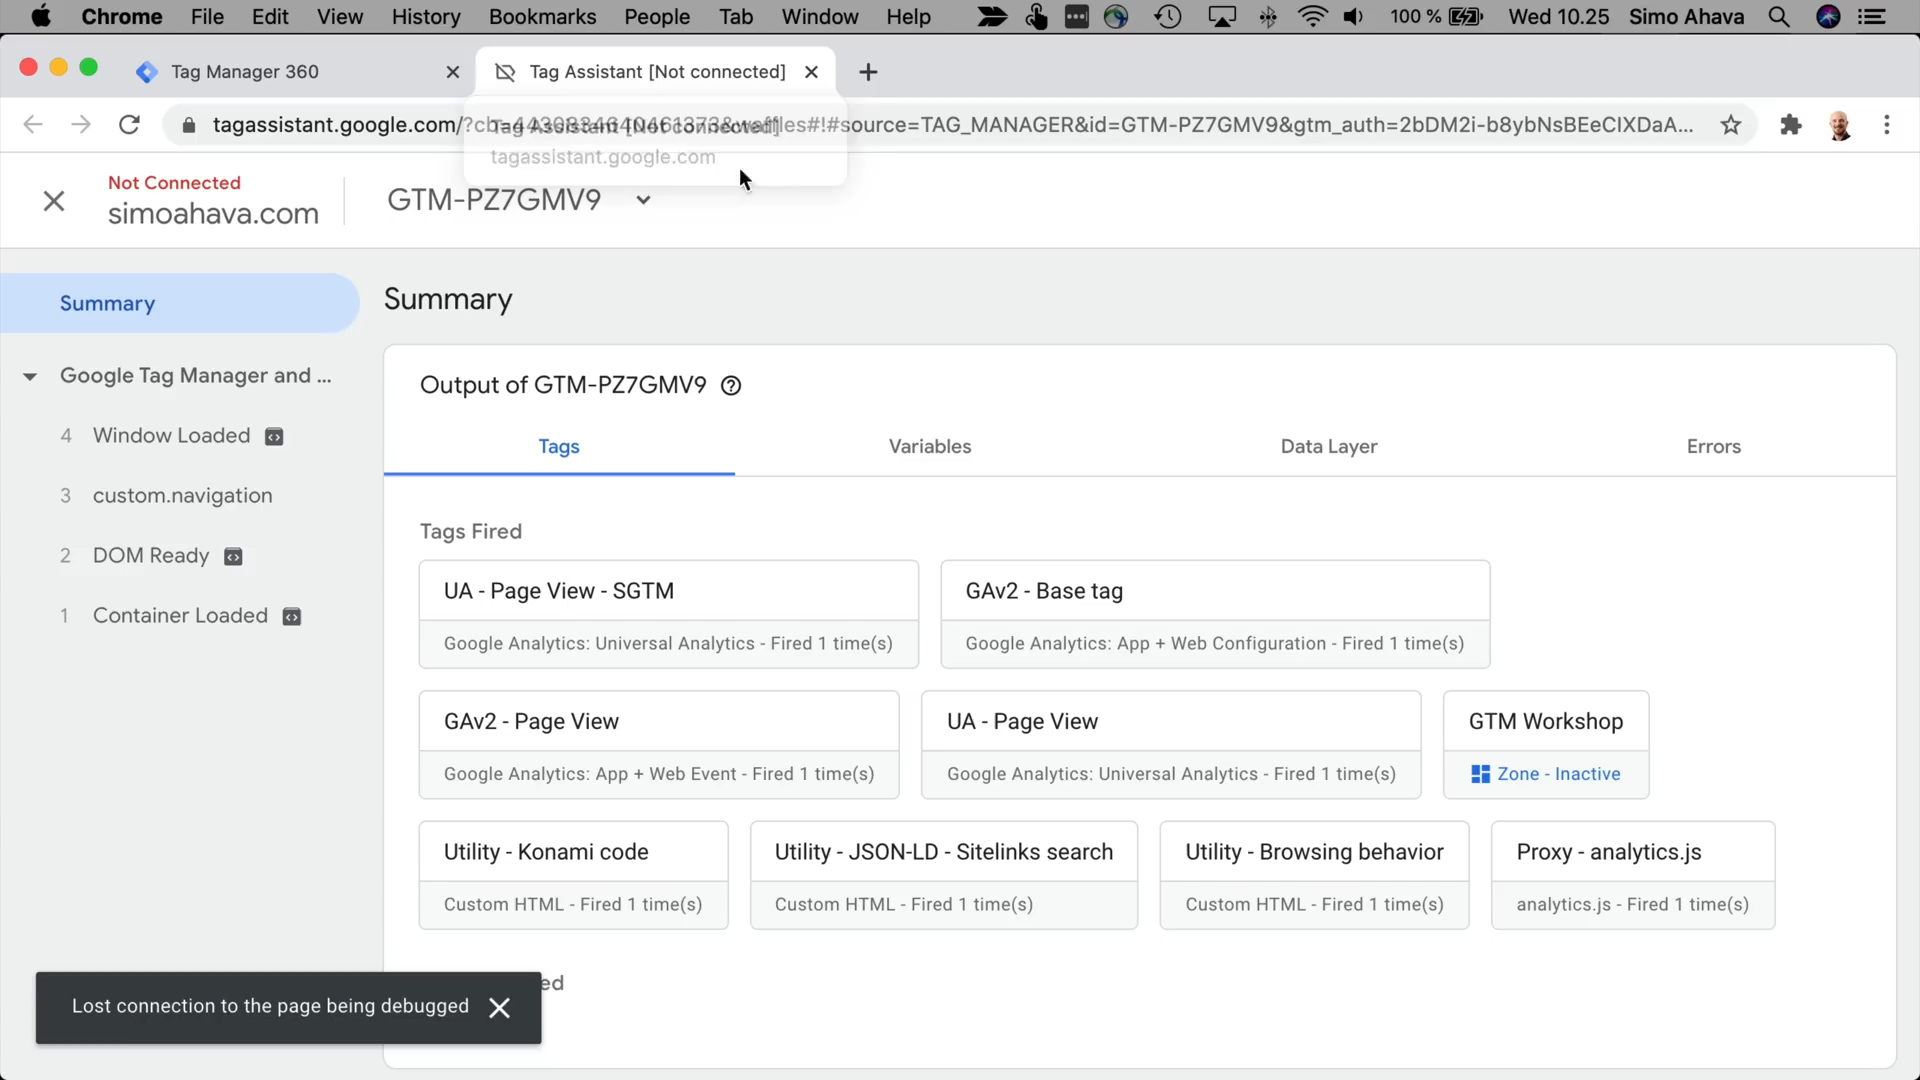 Chrome File Edit View History Bookmarks People Tab Window Help 100 % Wed 10.25 Simo Ahava
Tag Manager 360
Tag Assistant [Not connected]
tagassistant.google.com/?cb=4430834640461373&waffles#!#source=TAG_MANAGER&id=GTM-PZ7GMV9&gtm_auth=2bDM2i-b8ybNsBEeCIXDaA...
Tag Assistant [Not connected]
tagassistant.google.com
Not Connected
simoahava.com
GTM-PZ7GMV9
Summary
Google Tag Manager and ...
4 Window Loaded
3 custom.navigation
2 DOM Ready
1 Container Loaded
Summary
Output of GTM-PZ7GMV9
Tags Variables Data Layer Errors
Tags Fired
UA - Page View - SGTM
Google Analytics: Universal Analytics - Fired 1 time(s)
GAv2 - Base tag
Google Analytics: App + Web Configuration - Fired 1 time(s)
GAv2 - Page View
Google Analytics: App + Web Event - Fired 1 time(s)
UA - Page View
Google Analytics: Universal Analytics - Fired 1 time(s)
GTM Workshop
Zone - Inactive
Utility - Konami code
Custom HTML - Fired 1 time(s)
Utility - JSON-LD - Sitelinks search
Custom HTML - Fired 1 time(s)
Utility - Browsing behavior
Custom HTML - Fired 1 time(s)
Proxy - analytics.js
analytics.js - Fired 1 time(s)
ed
Lost connection to the page being debugged